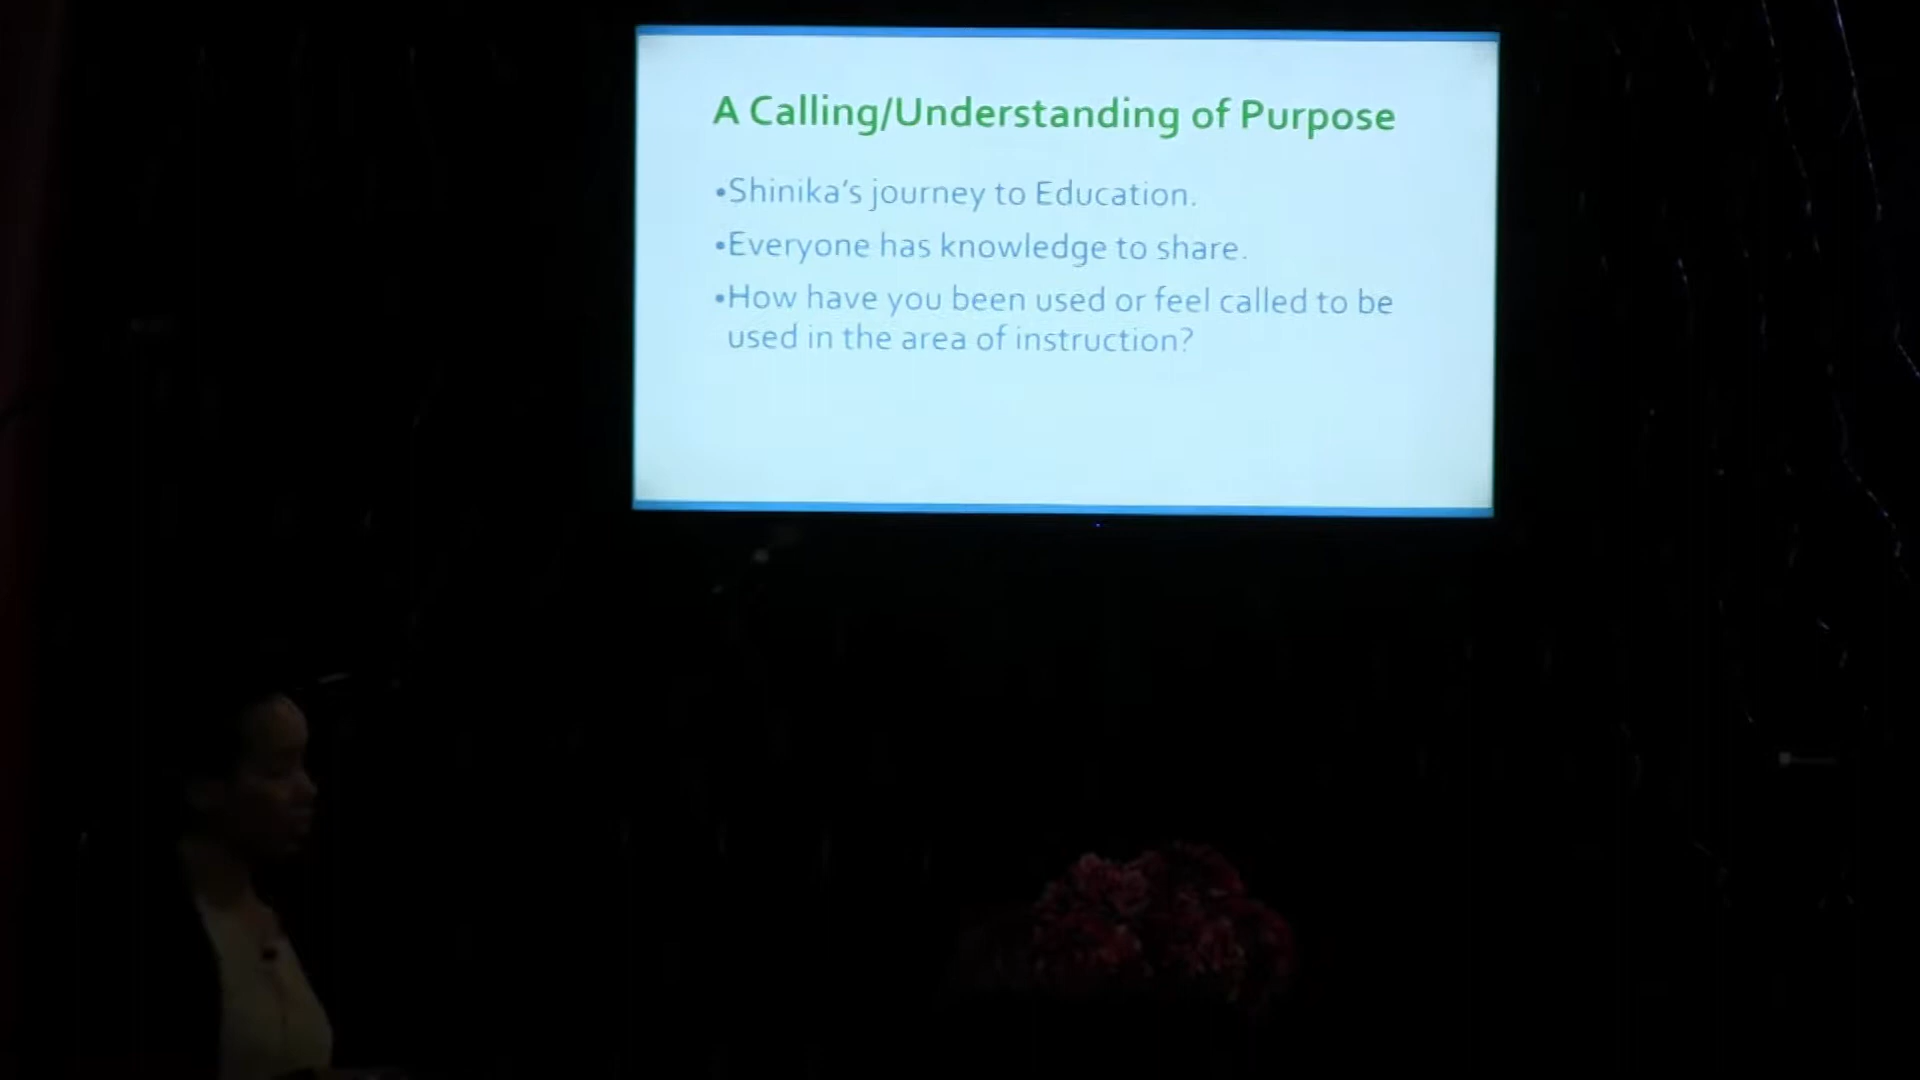 A Calling/Understanding of Purpose
•Shinika's journey to Education.
•Everyone has knowledge to share.
•How have you been used or feel called to be
used in the area of instruction?